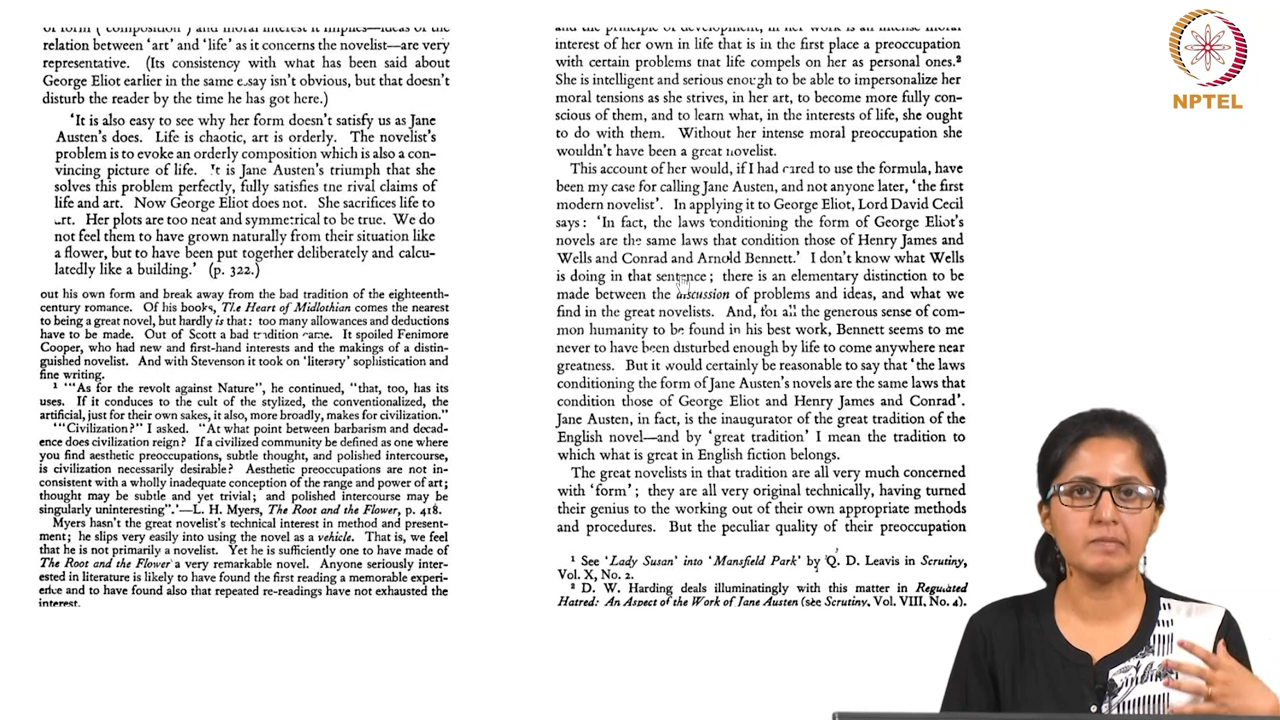 of form ('composition') and moral interest it implies—ideas of the
relation between 'art' and 'life' as it concerns the novelist—are very
representative. (Its consistency with what has been said about
George Eliot earlier in the same essay isn't obvious, but that doesn't
disturb the reader by the time he has got here.)
'It is also easy to see why her form doesn't satisfy us as Jane
Austen's does. Life is chaotic, art is orderly. The novelist's
problem is to evoke an orderly composition which is also a con-
vincing picture of life. It is Jane Austen's triumph that she
solves this problem perfectly, fully satisfies the rival claims of
life and art. Now George Eliot does not. She sacrifices life to
art. Her plots are too neat and symmetrical to be true. We do
not feel them to have grown naturally from their situation like
a flower, but to have been put together deliberately and calcu-
latedly like a building.' (p. 322.)
out his own form and break away from the bad tradition of the eighteenth-
century romance. Of his books, The Heart of Midlothian comes the nearest
to being a great novel, but hardly is that: too many allowances and deductions
have to be made. Out of Scott a bad tradition came. It spoiled Fenimore
Cooper, who had new and first-hand interests and the makings of a distin-
guished novelist. And with Stevenson it took on 'literary' sophistication and
fine writing.
1 '"As for the revolt against Nature", he continued, "that, too, has its
uses. If it conduces to the cult of the stylized, the conventionalized, the
artificial, just for their own sakes, it also, more broadly, makes for civilization."
'"Civilization?" I asked. "At what point between barbarism and decad-
ence does civilization reign? If a civilized community be defined as one where
you find aesthetic preoccupations, subtle thought, and polished intercourse,
is civilization necessarily desirable? Aesthetic preoccupations are not in-
consistent with a wholly inadequate conception of the range and power of art;
thought may be subtle and yet trivial; and polished intercourse may be
singularly uninteresting".'—L. H. Myers, The Root and the Flower, p. 418.
Myers hasn't the great novelist's technical interest in method and present-
ment; he slips very easily into using the novel as a vehicle. That is, we feel
that he is not primarily a novelist. Yet he is sufficiently one to have made of
The Root and the Flower a very remarkable novel. Anyone seriously inter-
ested in literature is likely to have found the first reading a memorable experi-
ence and to have found also that repeated re-readings have not exhausted the
interest.
and the principle of development, in her work is an intense moral
interest of her own in life that is in the first place a preoccupation
with certain problems that life compels on her as personal ones.2
She is intelligent and serious enough to be able to impersonalize her
moral tensions as she strives, in her art, to become more fully con-
scious of them, and to learn what, in the interests of life, she ought
to do with them. Without her intense moral preoccupation she
wouldn't have been a great novelist.
This account of her would, if I had cared to use the formula, have
been my case for calling Jane Austen, and not anyone later, 'the first
modern novelist'. In applying it to George Eliot, Lord David Cecil
says: 'In fact, the laws conditioning the form of George Eliot's
novels are the same laws that condition those of Henry James and
Wells and Conrad and Arnold Bennett.' I don't know what Wells
is doing in that sentence; there is an elementary distinction to be
made between the discussion of problems and ideas, and what we
find in the great novelists. And, for all the generous sense of com-
mon humanity to be found in his best work, Bennett seems to me
never to have been disturbed enough by life to come anywhere near
greatness. But it would certainly be reasonable to say that 'the laws
conditioning the form of Jane Austen's novels are the same laws that
condition those of George Eliot and Henry James and Conrad'.
Jane Austen, in fact, is the inaugurator of the great tradition of the
English novel—and by 'great tradition' I mean the tradition to
which what is great in English fiction belongs.
The great novelists in that tradition are all very much concerned
with 'form'; they are all very original technically, having turned
their genius to the working out of their own appropriate methods
and procedures. But the peculiar quality of their preoccupation
1 See 'Lady Susan' into 'Mansfield Park' by Q. D. Leavis in Scrutiny,
Vol. X, No. 2.
2 D. W. Harding deals illuminatingly with this matter in Regulated
Hatred: An Aspect of the Work of Jane Austen (see Scrutiny, Vol. VIII, No. 4).
NPTEL